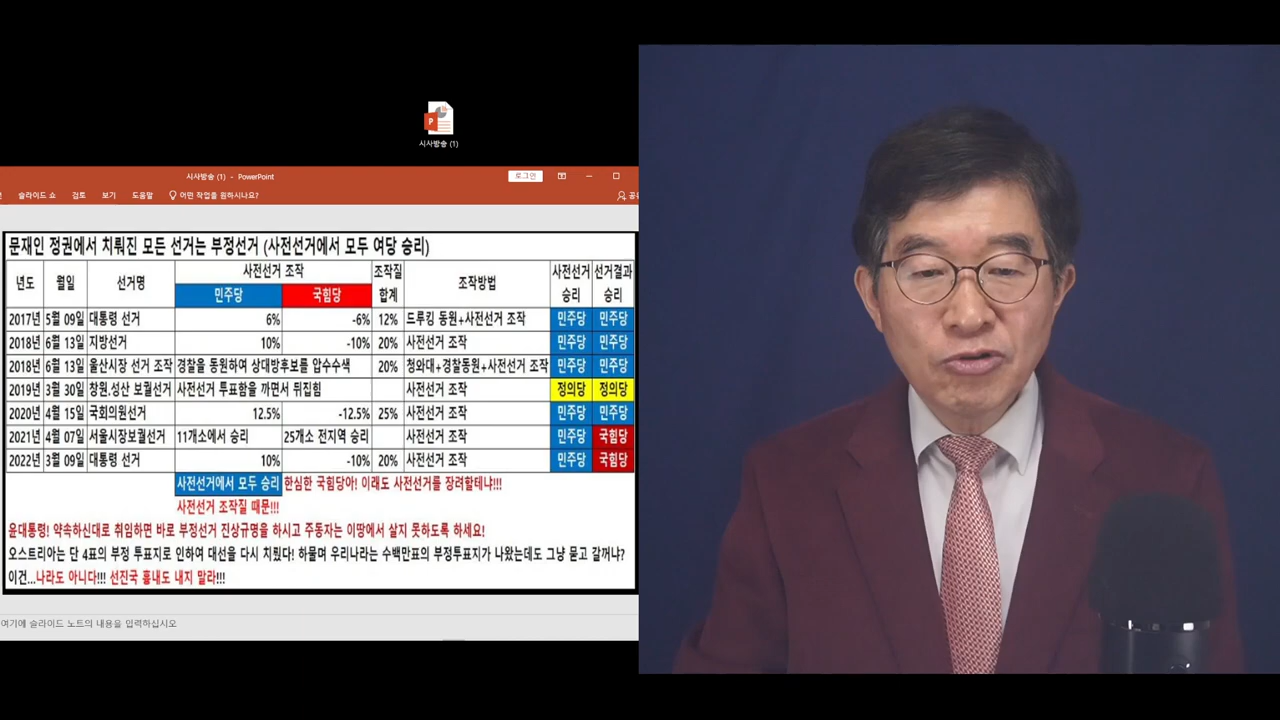 시사방송 (1)
시사방송 (1) - PowerPoint
로그인
슬라이드 쇼 검토 보기 도움말 어떤 작업을 원하시나요?
문재인 정권에서 치뤄진 모든 선거는 부정선거 (사전선거에서 모두 여당 승리)
년도 월일 선거명 사전선거 조작 조작질 합계 조작방법 사전선거 승리 선거결과 승리
민주당 국힘당
2017년 5월 09일 대통령 선거 6% -6% 12% 드루킹 동원+사전선거 조작 민주당 민주당
2018년 6월 13일 지방선거 10% -10% 20% 사전선거 조작 민주당 민주당
2018년 6월 13일 울산시장 선거 조작 경찰을 동원하여 상대방후보를 압수수색 20% 청와대+경찰동원+사전선거 조작 민주당 민주당
2019년 3월 30일 창원.성산 보궐선거 사전선거 투표함을 까면서 뒤집힘 사전선거 조작 정의당 정의당
2020년 4월 15일 국회의원선거 12.5% -12.5% 25% 사전선거 조작 민주당 민주당
2021년 4월 07일 서울시장보궐선거 11개소에서 승리 25개소 전지역 승리 사전선거 조작 민주당 국힘당
2022년 3월 09일 대통령 선거 10% -10% 20% 사전선거 조작 민주당 국힘당
사전선거에서 모두 승리 한심한 국힘당아! 이래도 사전선거를 장려할테냐!!!
사전선거 조작질 때문!!!
윤대통령! 약속하신대로 취임하면 바로 부정선거 진상규명을 하시고 주동자는 이땅에서 살지 못하도록 하세요!
오스트리아는 단 4표의 부정 투표지로 인하여 대선을 다시 치뤘다! 하물며 우리나라는 수백만표의 부정투표지가 나왔는데도 그냥 묻고 갈꺼냐?
이건...나라도 아니다!!! 선진국 흉내도 내지 말라!!!
여기에 슬라이드 노트의 내용을 입력하십시오